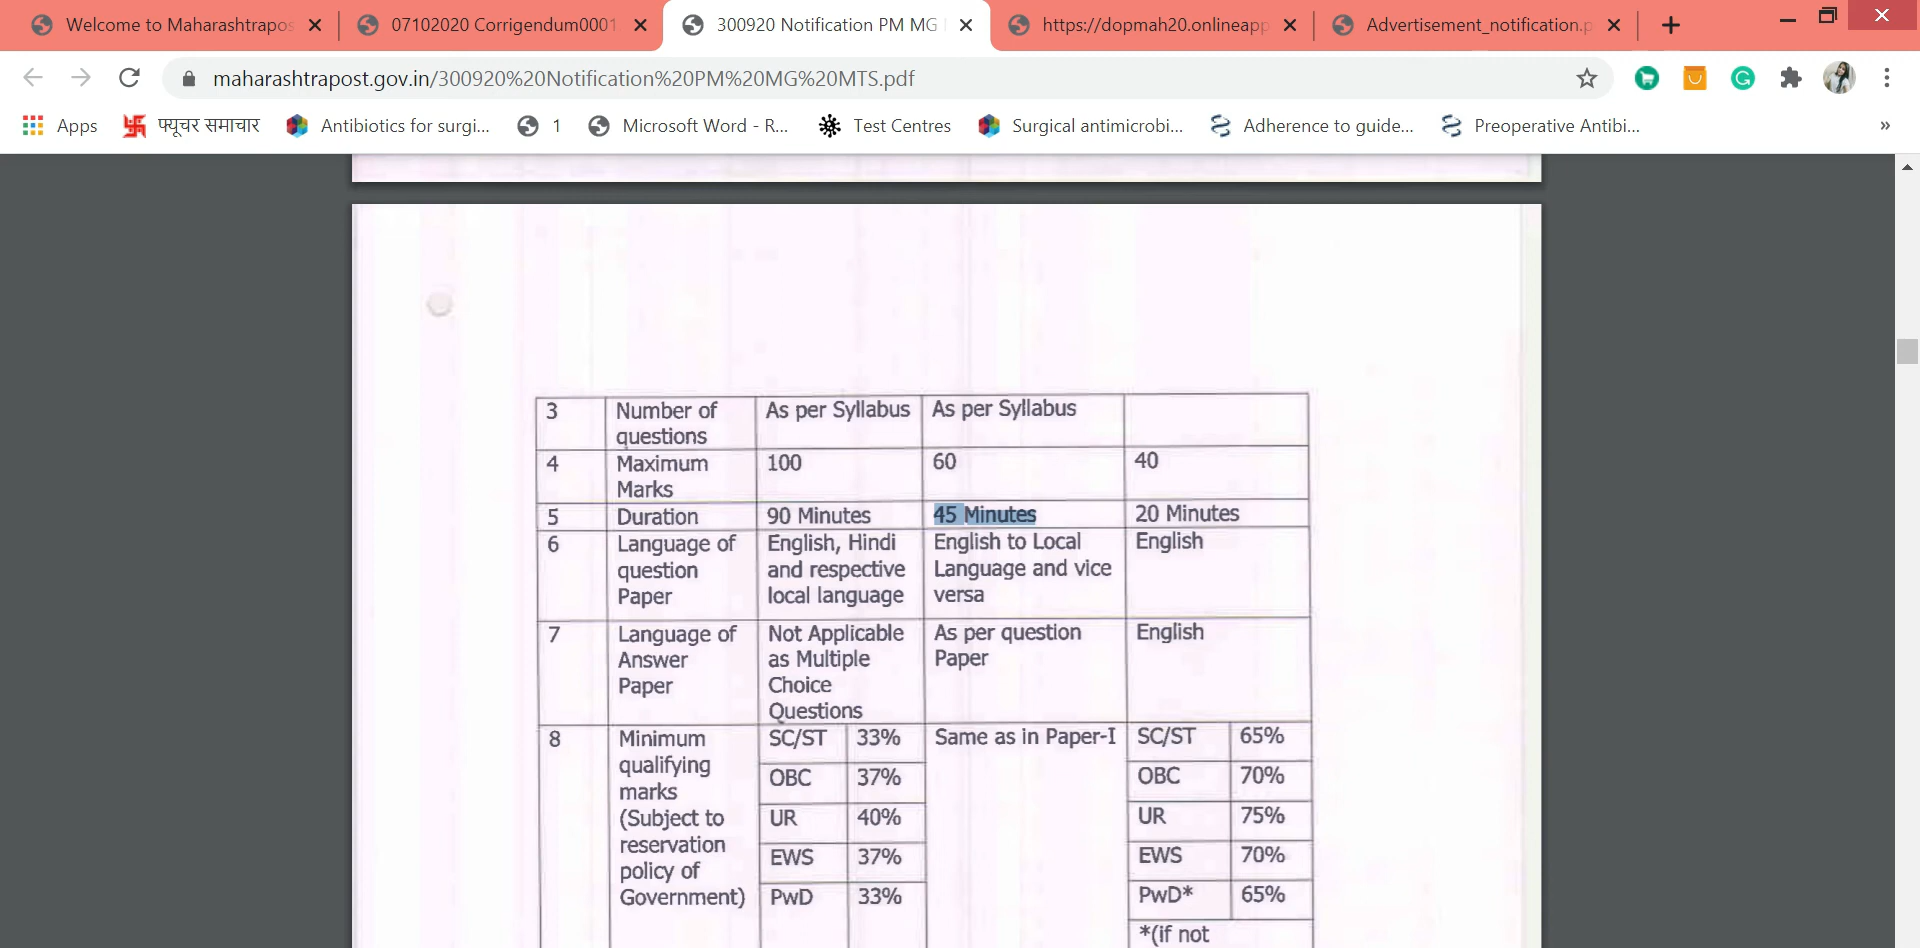 Welcome to Maharashtrapos
07102020 Corrigendum0001
300920 Notification PM MG
https://dopmah20.onlineapp
Advertisement_notification.p
maharashtrapost.gov.in/300920%20Notification%20PM%20MG%20MTS.pdf
Apps
फ्यूचर समाचार
Antibiotics for surgi...
1
Microsoft Word - R...
Test Centres
Surgical antimicrobi...
Adherence to guide...
Preoperative Antibi...
»
3 Number of questions As per Syllabus As per Syllabus
4 Maximum Marks 100 60 40
5 Duration 90 Minutes 45 Minutes 20 Minutes
6 Language of question Paper English, Hindi and respective local language English to Local Language and vice versa English
7 Language of Answer Paper Not Applicable as Multiple Choice Questions As per question Paper English
8 Minimum qualifying marks (Subject to reservation policy of Government)
SC/ST 33% Same as in Paper-I SC/ST 65%
OBC 37% OBC 70%
UR 40% UR 75%
EWS 37% EWS 70%
PwD 33% PwD* 65%
*(if not